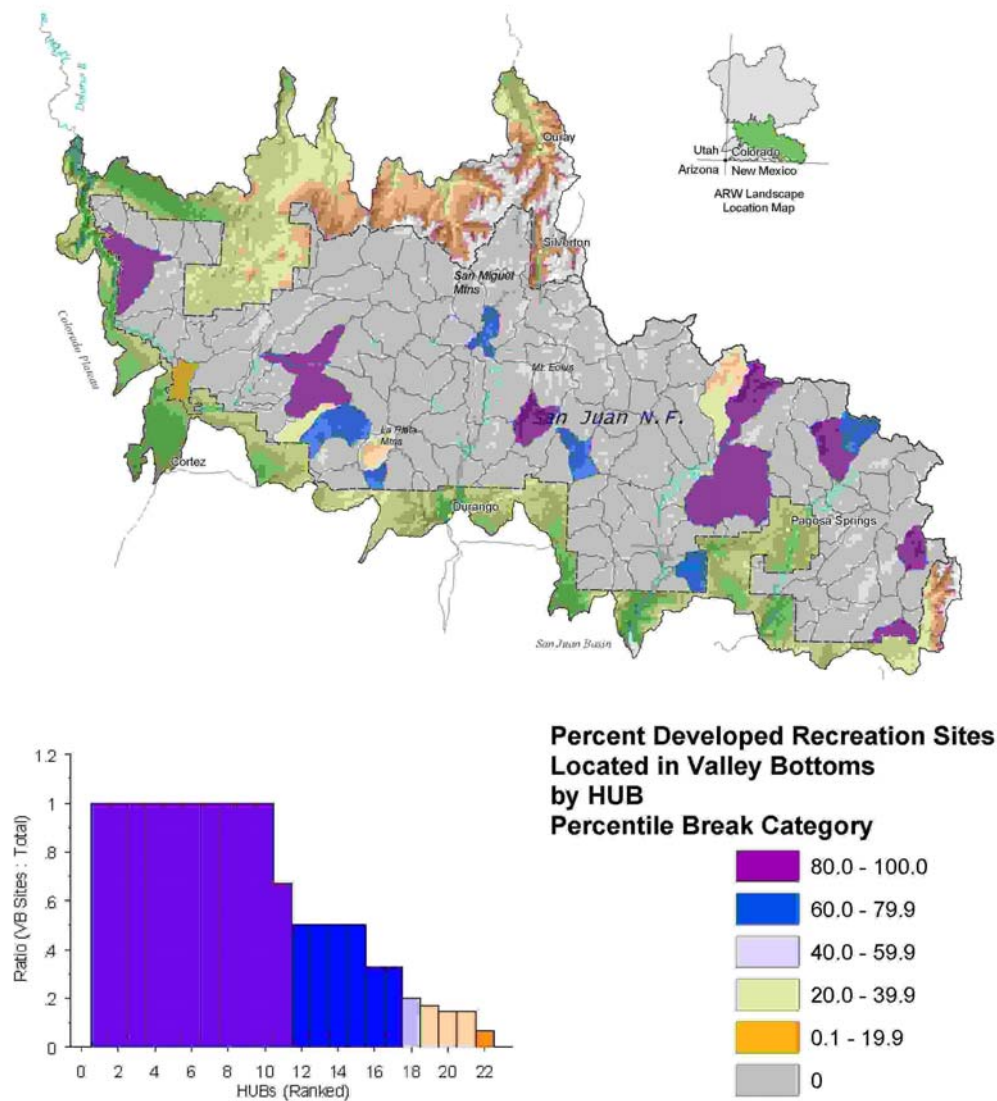 Dolores R.
Ouray
Utah
Colorado
Arizona
New Mexico
ARW Landscape
Location Map
Silverton
San Miguel
Mtns
Colorado Plateau
Mt. Eolus
San Juan N.F.
La Plata
Mtns
Cortez
Durango
Pagosa Springs
San Juan Basin
Percent Developed Recreation Sites
Located in Valley Bottoms
by HUB
Percentile Break Category
80.0 - 100.0
60.0 - 79.9
40.0 - 59.9
20.0 - 39.9
0.1 - 19.9
0
Ratio (VB Sites : Total)
1.2
1
.8
.6
.4
0.2
0
0 2 4 6 8 10 12 14 16 18 20 22
HUBs (Ranked)